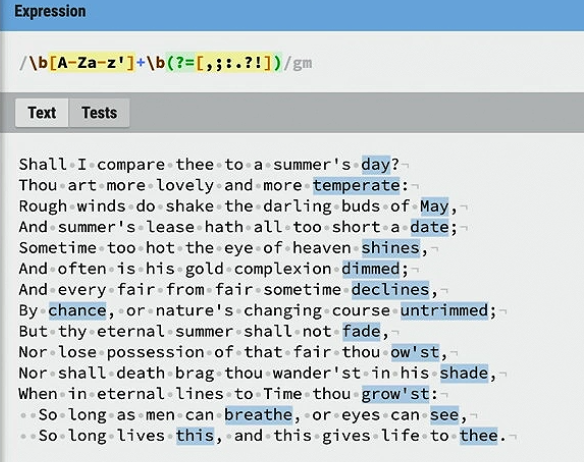 Expression
/\b[A-Za-z']+\b(?=[,;:.?!])/gm
Text Tests
Shall I compare thee to a summer's day?
Thou art more lovely and more temperate:
Rough winds do shake the darling buds of May,
And summer's lease hath all too short a date;
Sometime too hot the eye of heaven shines,
And often is his gold complexion dimmed;
And every fair from fair sometime declines,
By chance, or nature's changing course untrimmed;
But thy eternal summer shall not fade,
Nor lose possession of that fair thou ow'st,
Nor shall death brag thou wander'st in his shade,
When in eternal lines to Time thou grow'st:
  So long as men can breathe, or eyes can see,
  So long lives this, and this gives life to thee.